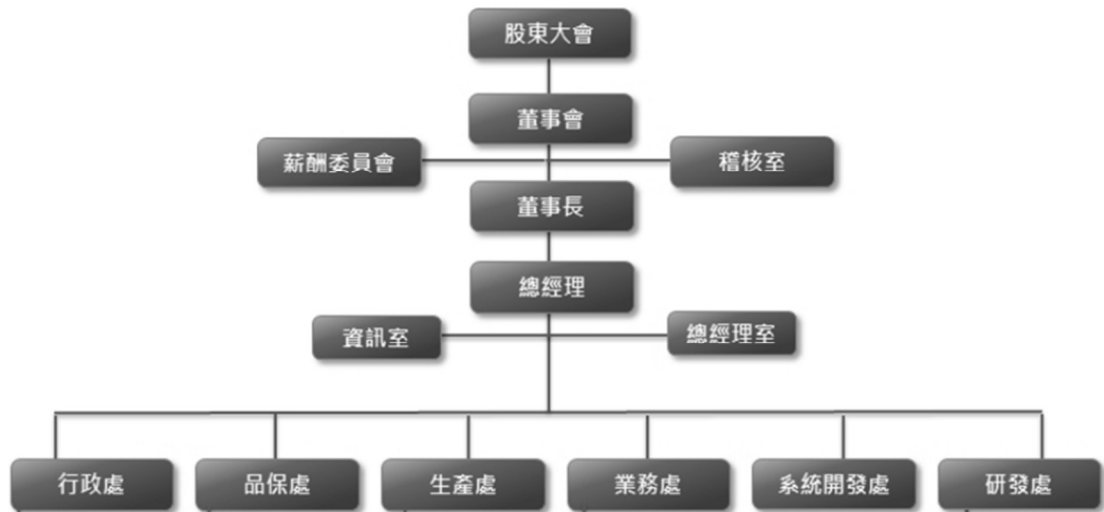 股東大會
董事會
薪酬委員會
稽核室
董事長
總經理
資訊室
總經理室
行政處
品保處
生產處
業務處
系統開發處
研發處